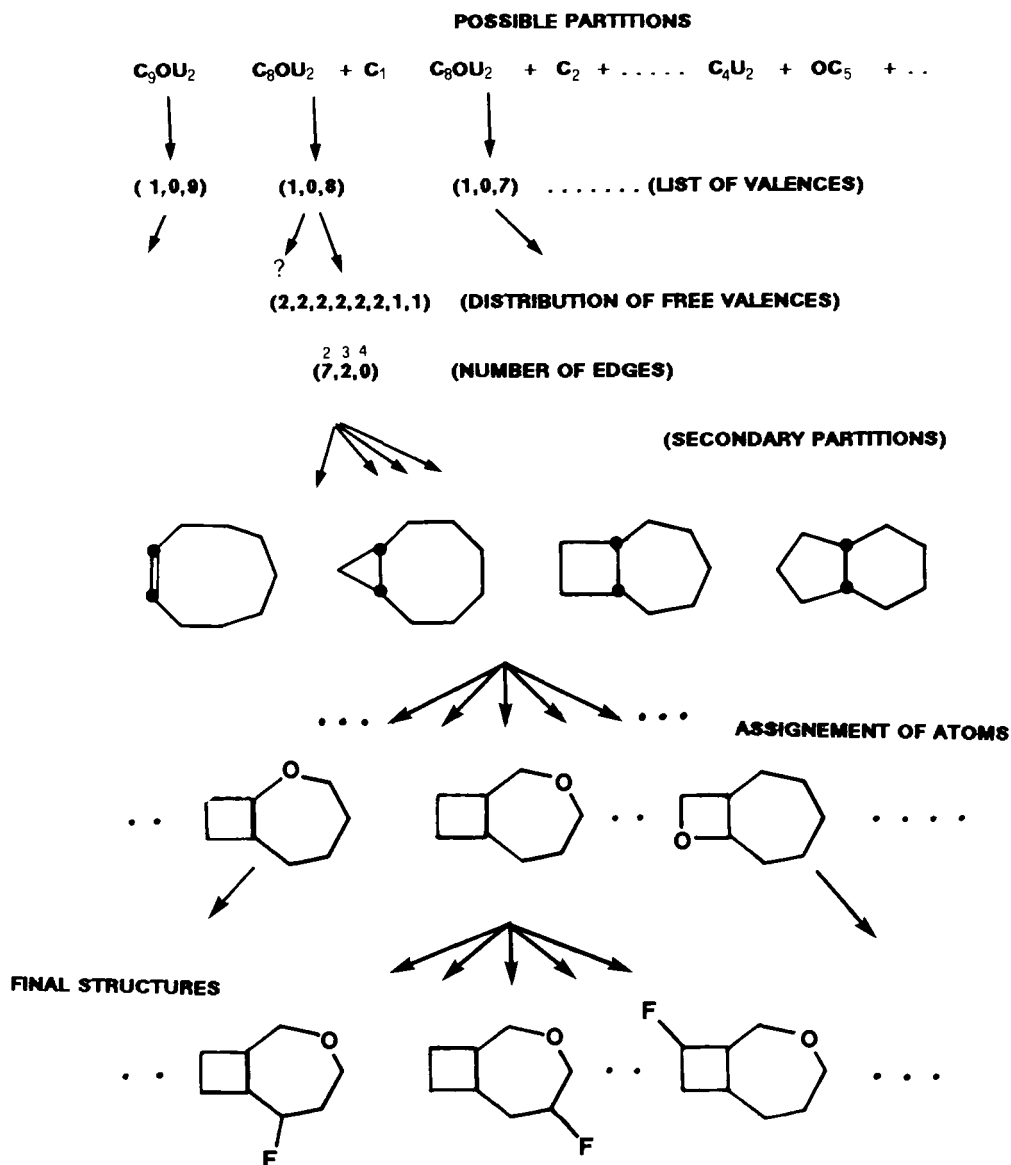 POSSIBLE PARTITIONS
C₉OU₂ C₈OU₂ + C₁ C₈OU₂ + C₂ + ..... C₄U₂ + OC₅ + ..
( 1,0,9) (1,0,8) (1,0,7) ....... (LIST OF VALENCES)
?
(2,2,2,2,2,2,1,1) (DISTRIBUTION OF FREE VALENCES)
2 3 4
(7,2,0) (NUMBER OF EDGES)
(SECONDARY PARTITIONS)
... ...
ASSIGNEMENT OF ATOMS
O
O
.. .. ....
O
FINAL STRUCTURES
F
O O O
.. .. ...
F
F